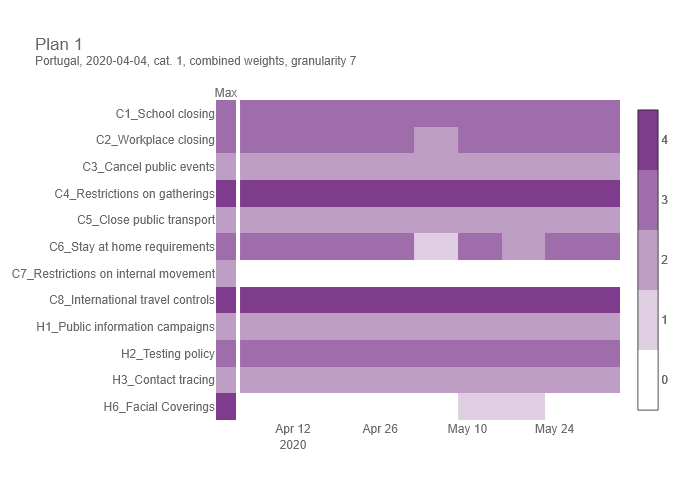 Plan 1
Portugal, 2020-04-04, cat. 1, combined weights, granularity 7
Max
C1_School closing
C2_Workplace closing
C3_Cancel public events
C4_Restrictions on gatherings
C5_Close public transport
C6_Stay at home requirements
C7_Restrictions on internal movement
C8_International travel controls
H1_Public information campaigns
H2_Testing policy
H3_Contact tracing
H6_Facial Coverings
Apr 12 Apr 26 May 10 May 24
2020
4
3
2
1
0